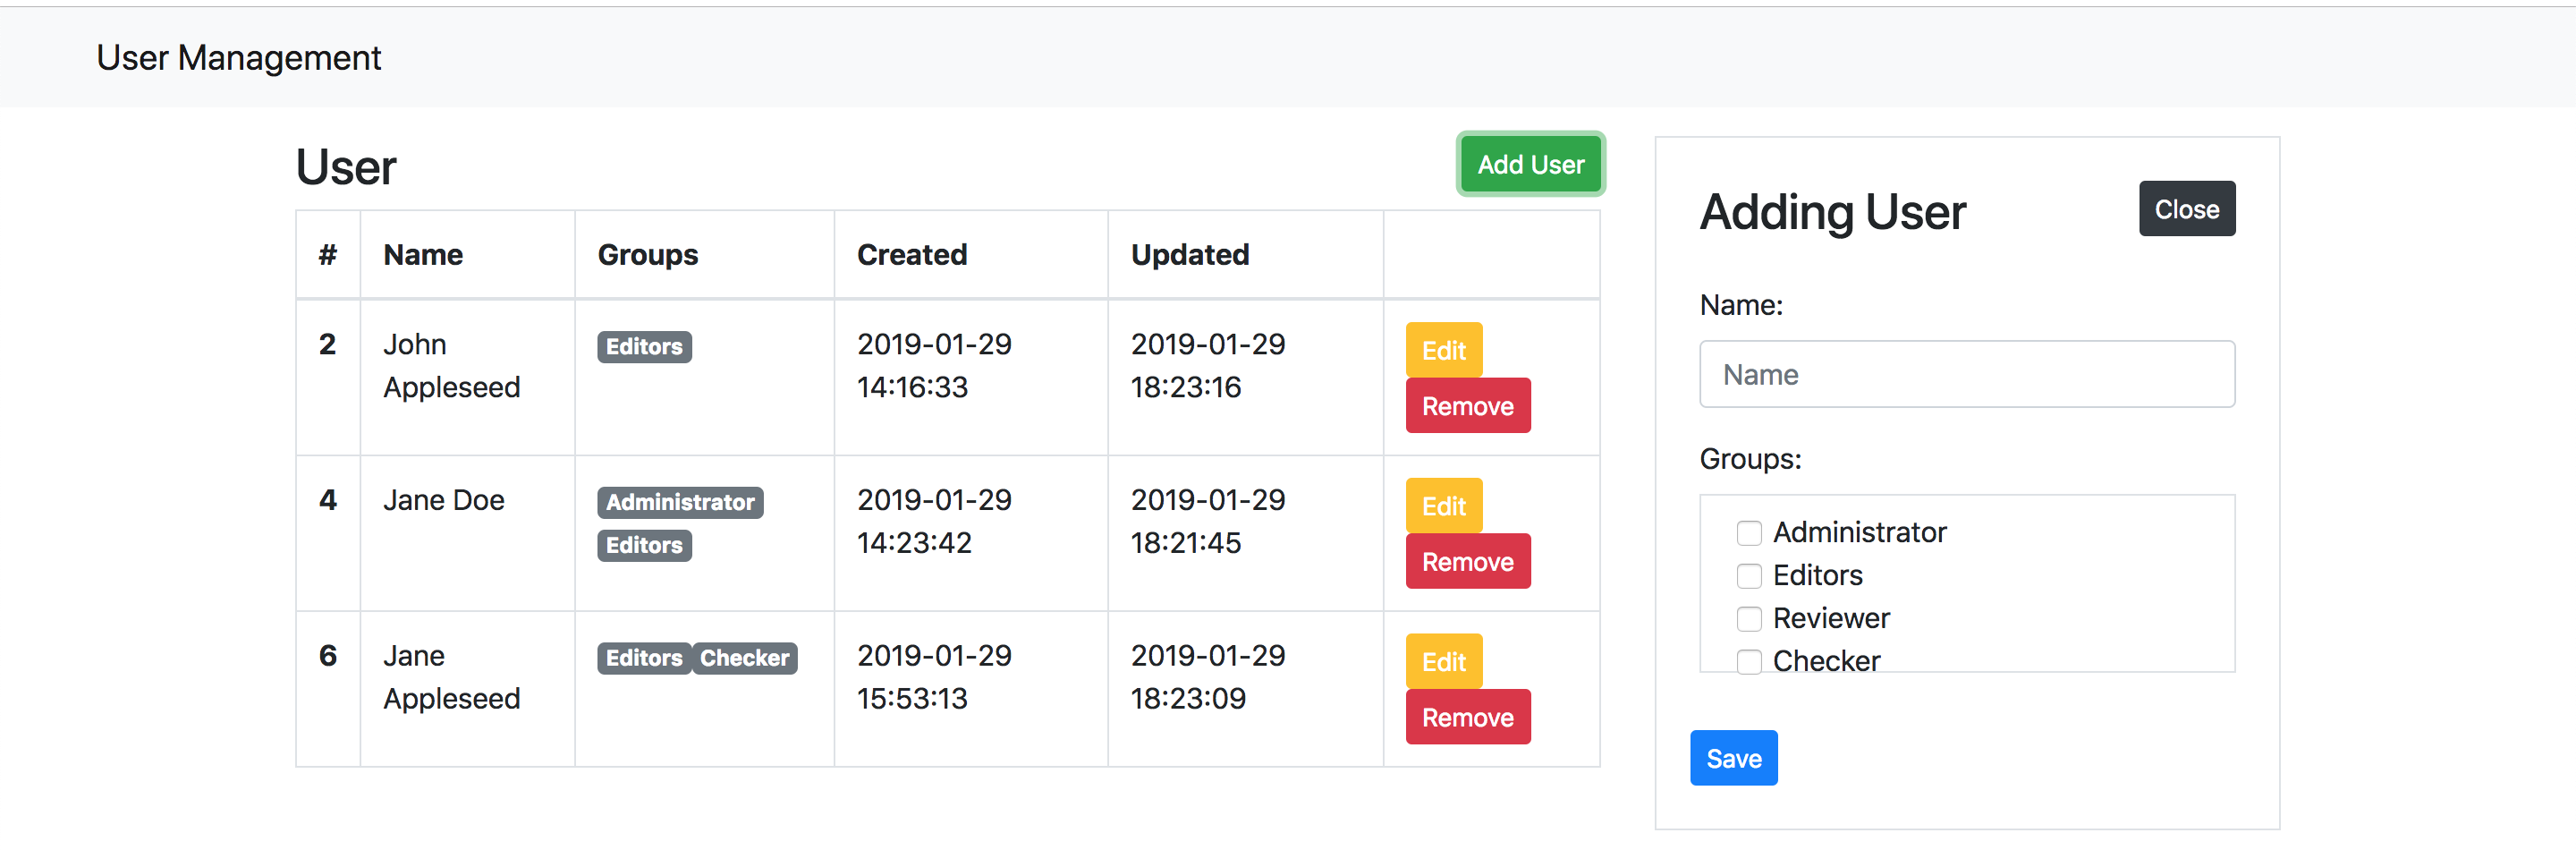 User Management
User
Add User
# Name Groups Created Updated
2 John Appleseed Editors 2019-01-29 14:16:33 2019-01-29 18:23:16 Edit Remove
4 Jane Doe Administrator Editors 2019-01-29 14:23:42 2019-01-29 18:21:45 Edit Remove
6 Jane Appleseed Editors Checker 2019-01-29 15:53:13 2019-01-29 18:23:09 Edit Remove
Adding User
Close
Name:
Name
Groups:
Administrator
Editors
Reviewer
Checker
Save